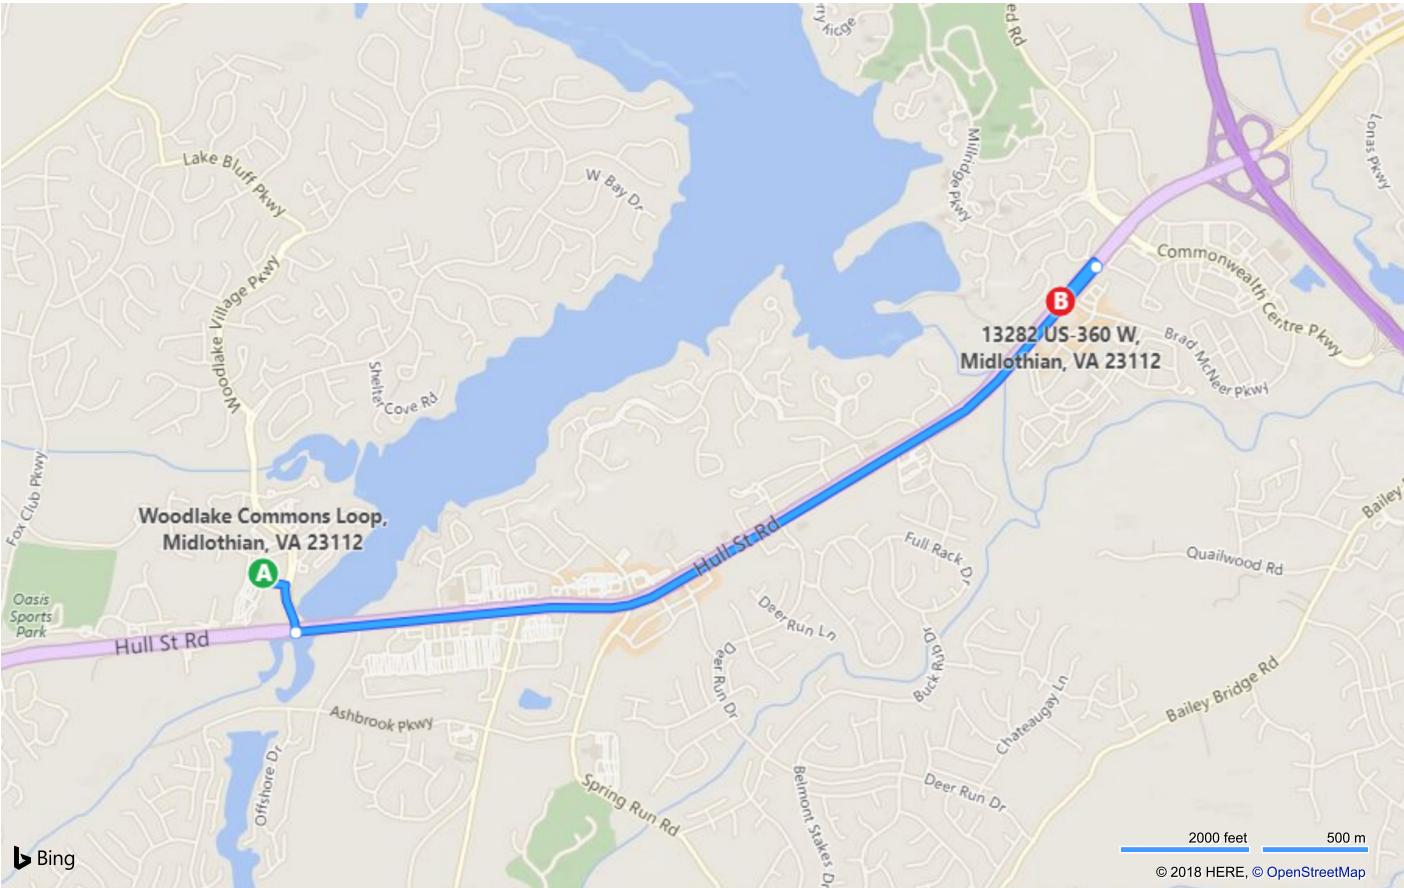 Lake Bluff Pkwy
W Bay Dr
Millridge Pkwy
Jonas Pkwy
Woodlake Village Pkwy
Commonwealth Centre Pkwy
B
13282 US-360 W,
Midlothian, VA 23112
Brad McNeer Pkwy
Shelter Cove Rd
Fox Club Pkwy
Woodlake Commons Loop,
Midlothian, VA 23112
A
Bailey
Hull St Rd
Full Rack Dr
Quailwood Rd
Oasis
Sports
Park
Hull St Rd
Deer Run Ln
Deer Run Dr
Buck Rub Dr
Bailey Bridge Rd
Chateaugay Ln
Ashbrook Pkwy
Offshore Dr
Spring Run Rd
Belmont Stakes Dr
Deer Run Dr
2000 feet
500 m
Bing
© 2018 HERE, © OpenStreetMap